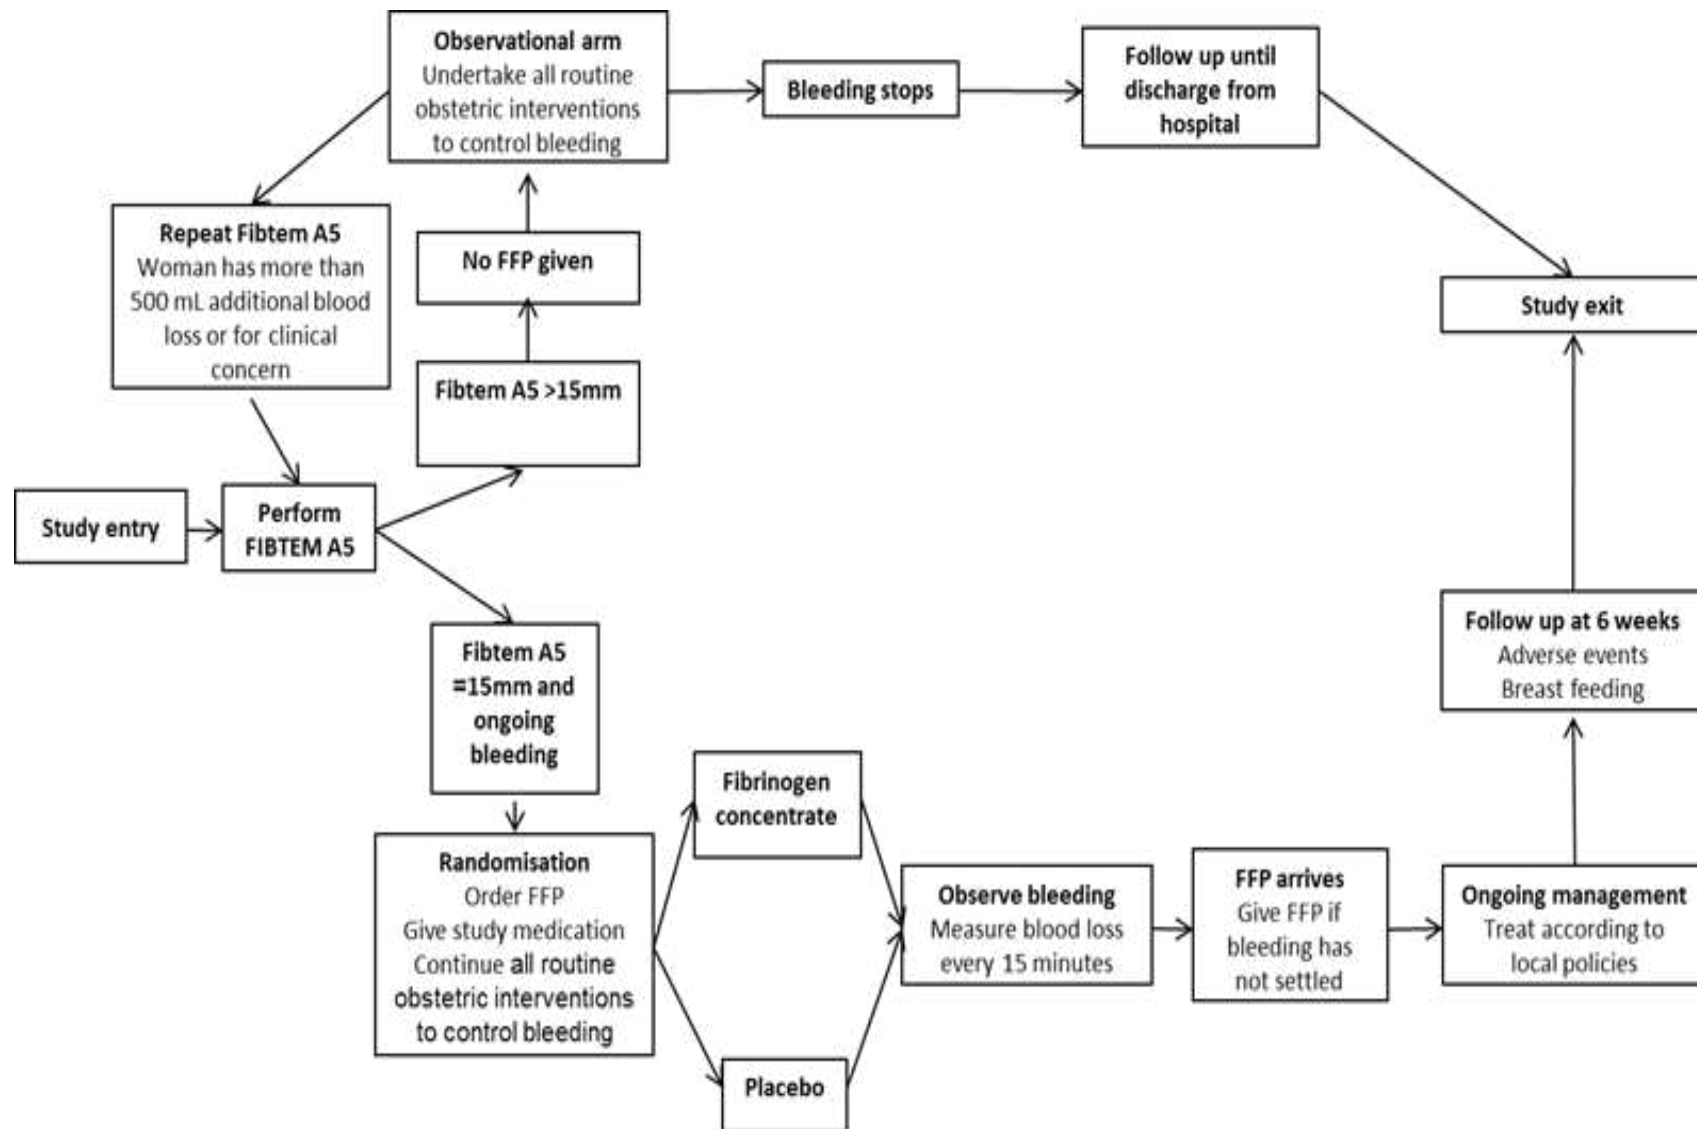 Observational arm
Undertake all routine
obstetric interventions
to control bleeding
Bleeding stops
Follow up until
discharge from
hospital
Repeat Fibtem A5
Woman has more than
500 mL additional blood
loss or for clinical
concern
No FFP given
Study exit
Fibtem A5 >15mm
Study entry
Perform
FIBTEM A5
Fibtem A5
=15mm and
ongoing
bleeding
Follow up at 6 weeks
Adverse events
Breast feeding
Fibrinogen
concentrate
Randomisation
Order FFP
Give study medication
Continue all routine
obstetric interventions
to control bleeding
Observe bleeding
Measure blood loss
every 15 minutes
FFP arrives
Give FFP if
bleeding has
not settled
Ongoing management
Treat according to
local policies
Placebo